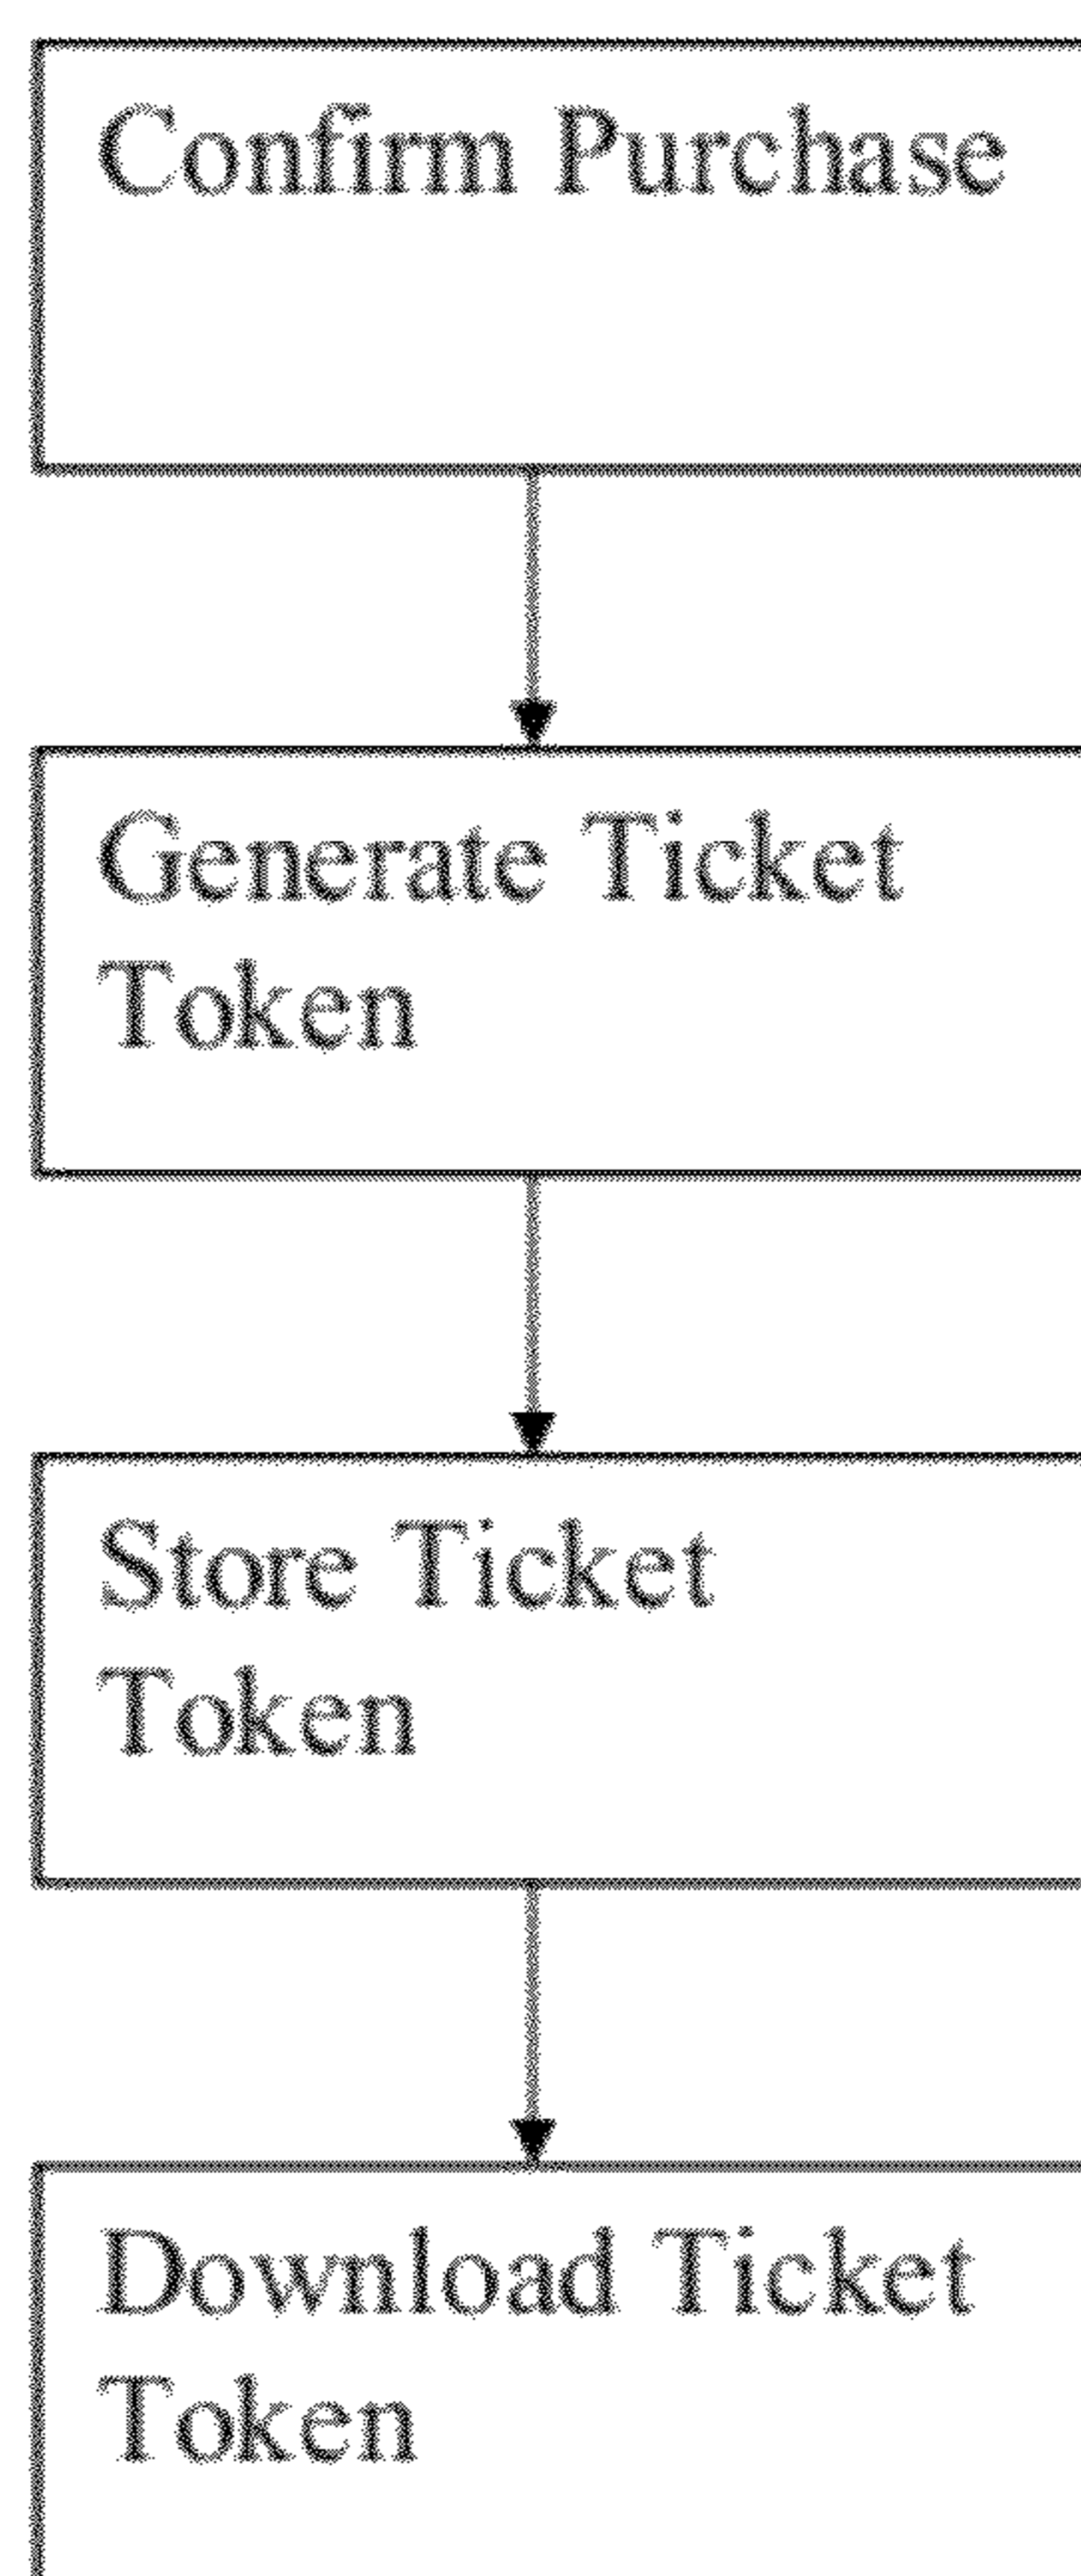 Confirm Purchase
Generate Ticket
Token
Store Ticket
Token
Download Ticket
Token